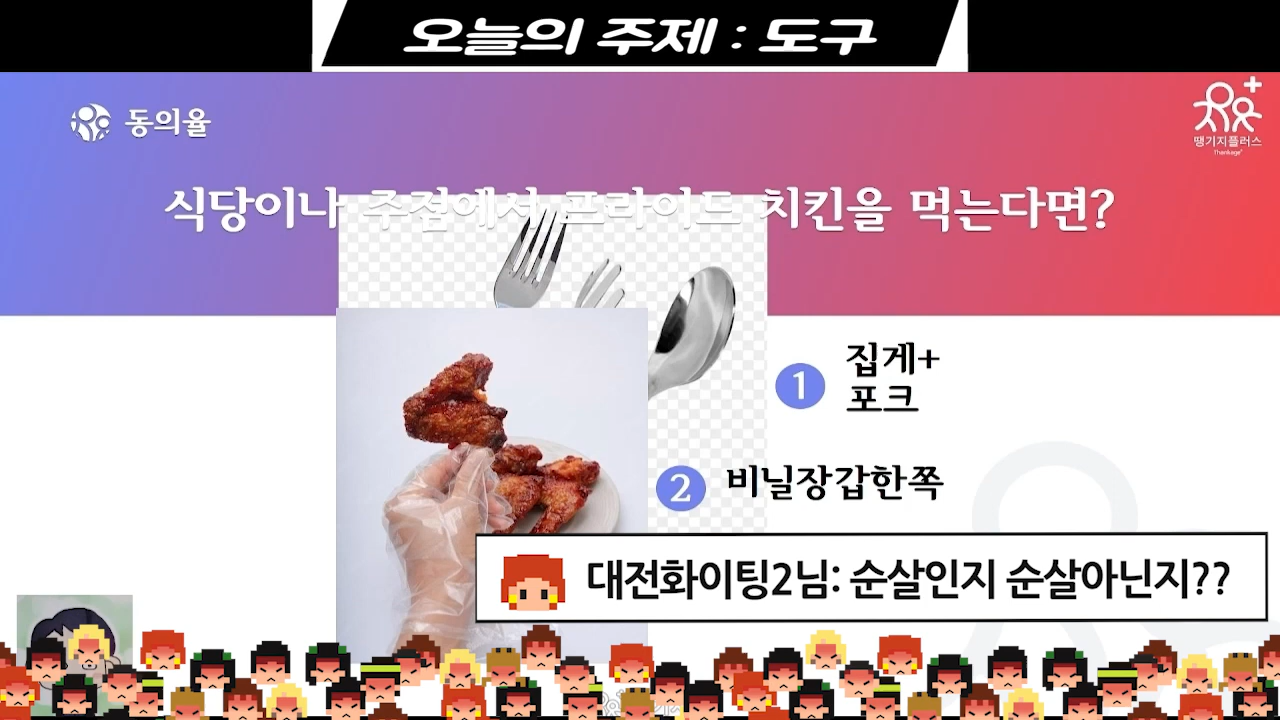 오늘의 주제 : 도구
동의율
땡기지플러스
Thankage+
식당이나 주점에서 프라이드 치킨을 먹는다면?
1 집게+
포크
2 비닐장갑한쪽
대전화이팅2님: 순살인지 순살아닌지??